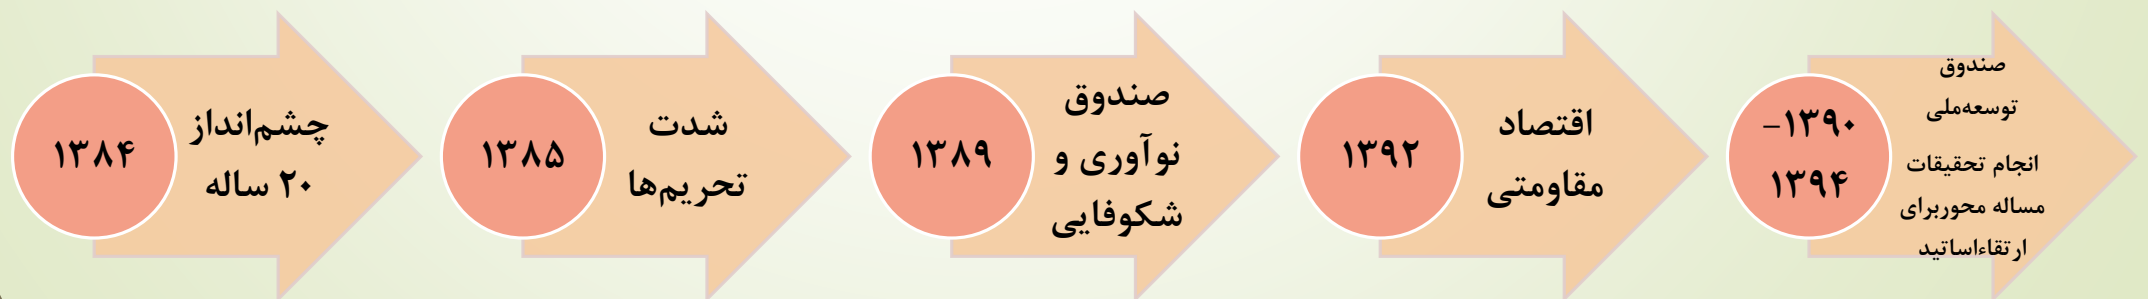 ۱۳۸۴
چشم‌انداز
۲۰ ساله
۱۳۸۵
شدت
تحریم‌ها
۱۳۸۹
صندوق
نوآوری و
شکوفایی
۱۳۹۲
اقتصاد
مقاومتی
۱۳۹۰-
۱۳۹۴
صندوق
توسعه‌ملی
انجام تحقیقات
مساله محوربرای
ارتقاءاساتید